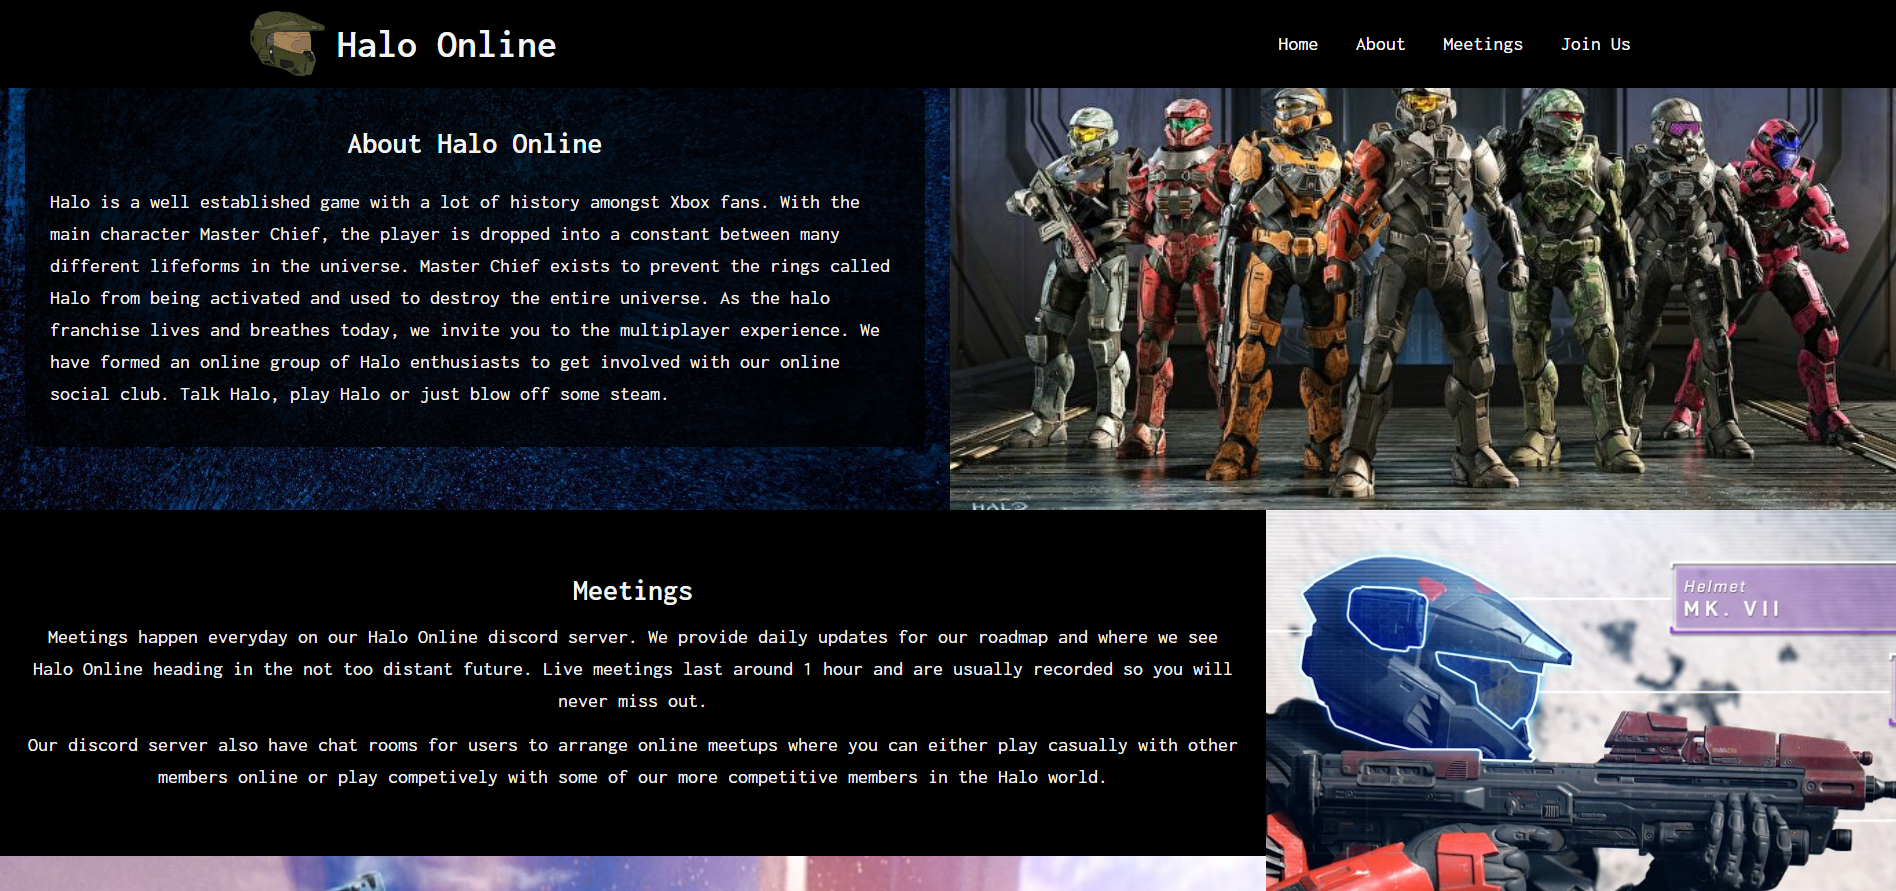 Halo Online
Home About Meetings Join Us
About Halo Online
Halo is a well established game with a lot of history amongst Xbox fans. With the
main character Master Chief, the player is dropped into a constant between many
different lifeforms in the universe. Master Chief exists to prevent the rings called
Halo from being activated and used to destroy the entire universe. As the halo
franchise lives and breathes today, we invite you to the multiplayer experience. We
have formed an online group of Halo enthusiasts to get involved with our online
social club. Talk Halo, play Halo or just blow off some steam.
HALO
Meetings
Meetings happen everyday on our Halo Online discord server. We provide daily updates for our roadmap and where we see
Halo Online heading in the not too distant future. Live meetings last around 1 hour and are usually recorded so you will
never miss out.
Our discord server also have chat rooms for users to arrange online meetups where you can either play casually with other
members online or play competively with some of our more competitive members in the Halo world.
Helmet
MK. VII